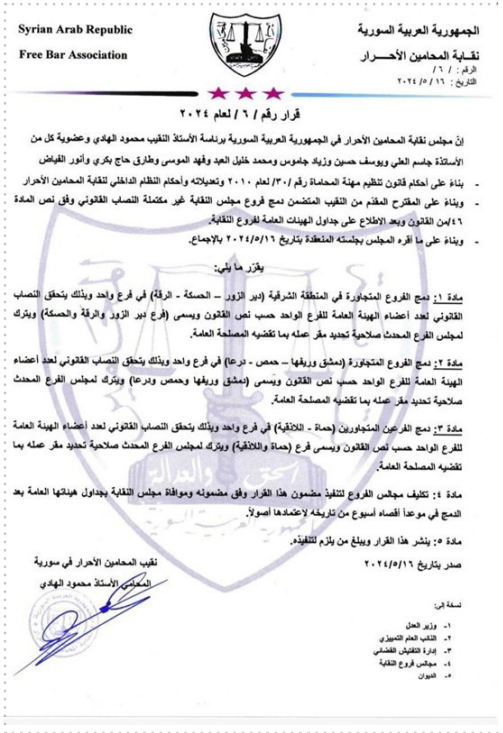 Syrian Arab Republic
Free Bar Association
الجمهورية العربية السورية
نقابة المحامين الأحرار
الرقم: / ٦/
التاريخ: ٢٠٢٤/٥/١٦
قرار رقم / ٦/ لعام ٢٠٢٤
إنّ مجلس نقابة المحامين الأحرار في الجمهورية العربية السورية برئاسة الأستاذ النقيب محمود الهادي وعضوية كل من
الأساتذة جاسم العلي ويوسف حسين وزياد جاموس ومحمد خليل العبد وفهد الموسى وطارق حاج بكري وأنور الفياض
- بناءً على أحكام قانون تنظيم مهنة المحاماة رقم /٣٠/ لعام ٢٠١٠ وتعديلاته وأحكام النظام الداخلي لنقابة المحامين الأحرار
- وبناءً على المقترح المقدّم من النقيب المتضمن دمج فروع مجلس النقابة غير مكتملة النصاب القانوني وفق نص المادة
٤٦/من القانون وبعد الاطلاع على جداول الهيئات العامة لفروع النقابة.
- وبناءً على ما أقره المجلس بجلسته المنعقدة بتاريخ ٢٠٢٤/٥/١٦ بالإجماع.
يقرّر ما يلي:
مادة ١: دمج الفروع المتجاورة في المنطقة الشرقية (دير الزور – الحسكة - الرقة) في فرع واحد وبذلك يتحقق النصاب
القانوني لعدد أعضاء الهيئة العامة للفرع الواحد حسب نص القانون ويسمى (فرع دير الزور والرقة والحسكة) ويترك
لمجلس الفرع المحدث صلاحية تحديد مقر عمله بما تقضيه المصلحة العامة.
مادة ٢: دمج الفروع المتجاورة (دمشق وريفها – حمص - درعا) في فرع واحد وبذلك يتحقق النصاب القانوني لعدد أعضاء
الهيئة العامة للفرع الواحد حسب نص القانون ويسمى (دمشق وريفها وحمص ودرعا) ويترك لمجلس الفرع المحدث
صلاحية تحديد مقر عمله بما تقضيه المصلحة العامة.
مادة ٣: دمج الفرعين المتجاورين (حماة - اللاذقية) في فرع واحد وبذلك يتحقق النصاب القانوني لعدد أعضاء الهيئة العامة
للفرع الواحد حسب نص القانون ويسمى فرع (حماة واللاذقية) ويترك لمجلس الفرع المحدث صلاحية تحديد مقر عمله بما
تقضيه المصلحة العامة.
مادة ٤: تكليف مجالس الفروع لتنفيذ مضمون هذا القرار وفق مضمونه وموافاة مجلس النقابة بجداول هيئاتها العامة بعد
الدمج في موعداً أقصاه أسبوع من تاريخه لاعتمادها أصولاً.
مادة ٥: ينشر هذا القرار ويبلغ من يلزم لتنفيذه.
صدر بتاريخ ٢٠٢٤/٥/١٦
نقيب المحامين الأحرار في سورية
المحامي الأستاذ محمود الهادي
نسخة إلى:
١- وزير العدل
٢- النائب العام التمييزي
٣- إدارة التفتيش القضائي
٤- مجالس فروع النقابة
٥- الديوان
الحق والعدالة